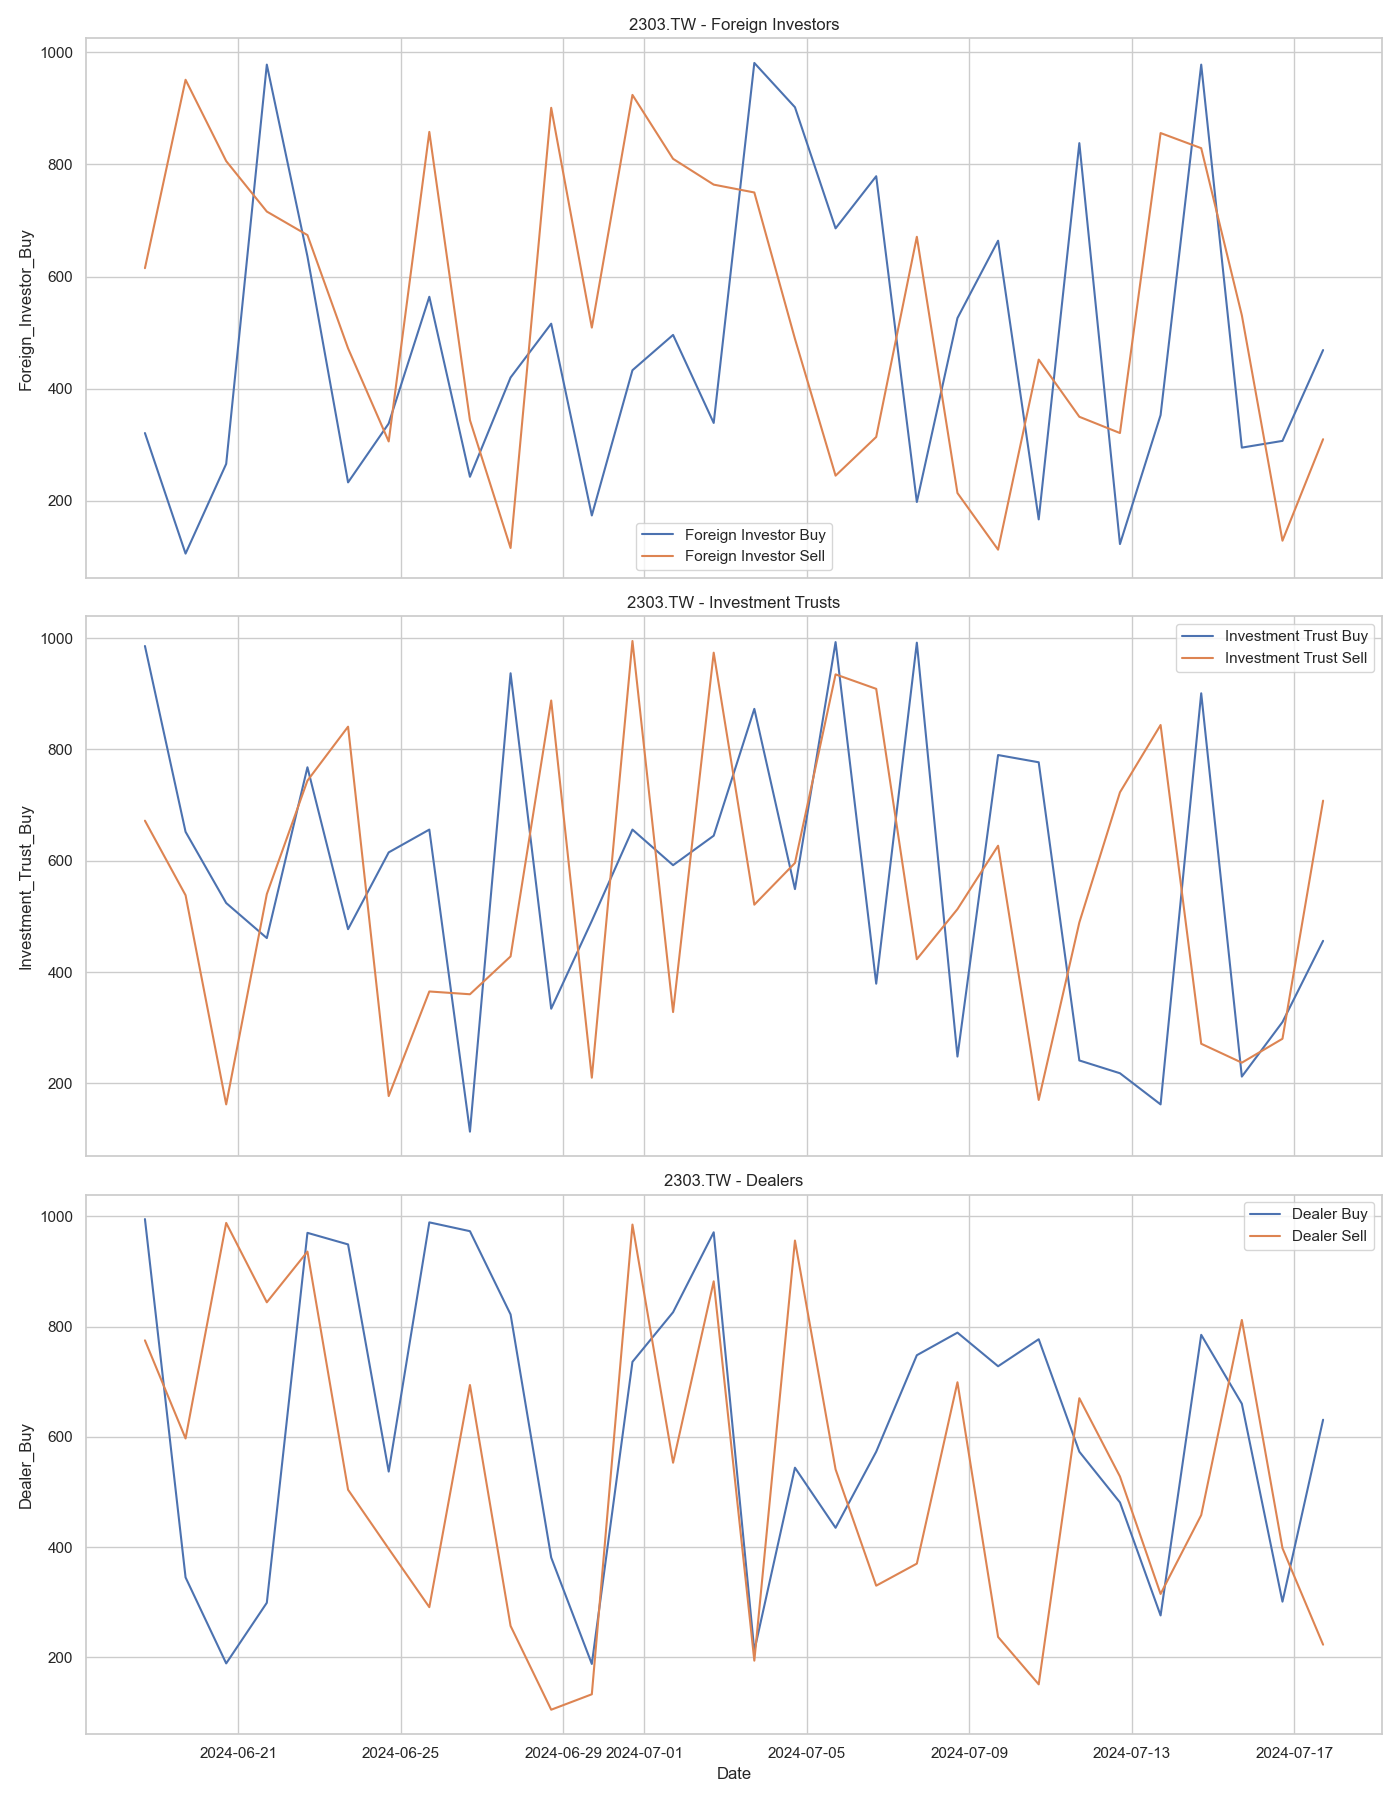 2303.TW - Foreign Investors
1000
800
600
400
200
Foreign_Investor_Buy
Foreign Investor Buy
Foreign Investor Sell
2303.TW - Investment Trusts
1000
800
600
400
200
Investment_Trust_Buy
Investment Trust Buy
Investment Trust Sell
2303.TW - Dealers
1000
800
600
400
200
Dealer_Buy
Dealer Buy
Dealer Sell
2024-06-21 2024-06-25 2024-06-29 2024-07-01 2024-07-05 2024-07-09 2024-07-13 2024-07-17
Date